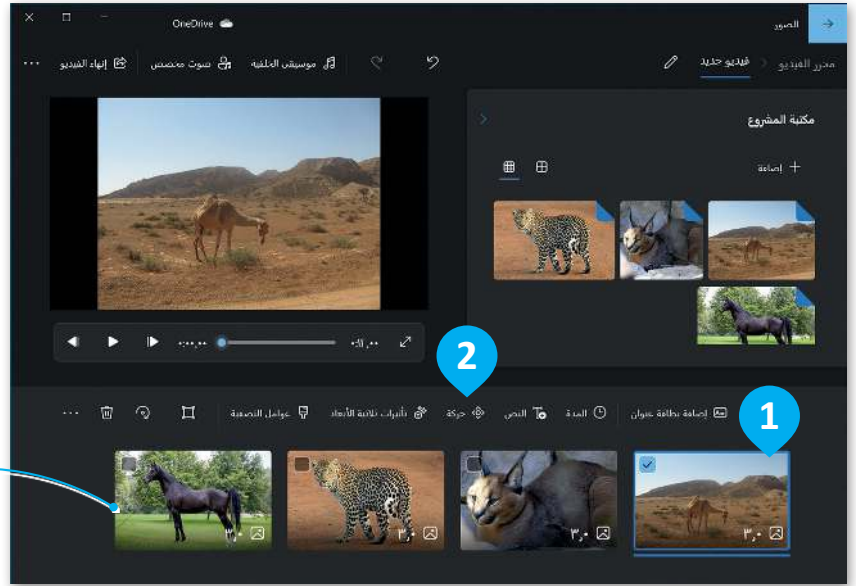 الصور
OneDrive
محرر الفيديو
فيديو جديد
موسيقى الخلفية
صوت مخصص
إنهاء الفيديو
مكتبة المشروع
إضافة
٠:٠٠,٠٠
٠:١٢,٠٠
2
1
إضافة بطاقة عنوان
المدة
النص
حركة
تأثيرات ثلاثية الأبعاد
عوامل التصفية
٣,٠
٣,٠
٣,٠
٣,٠